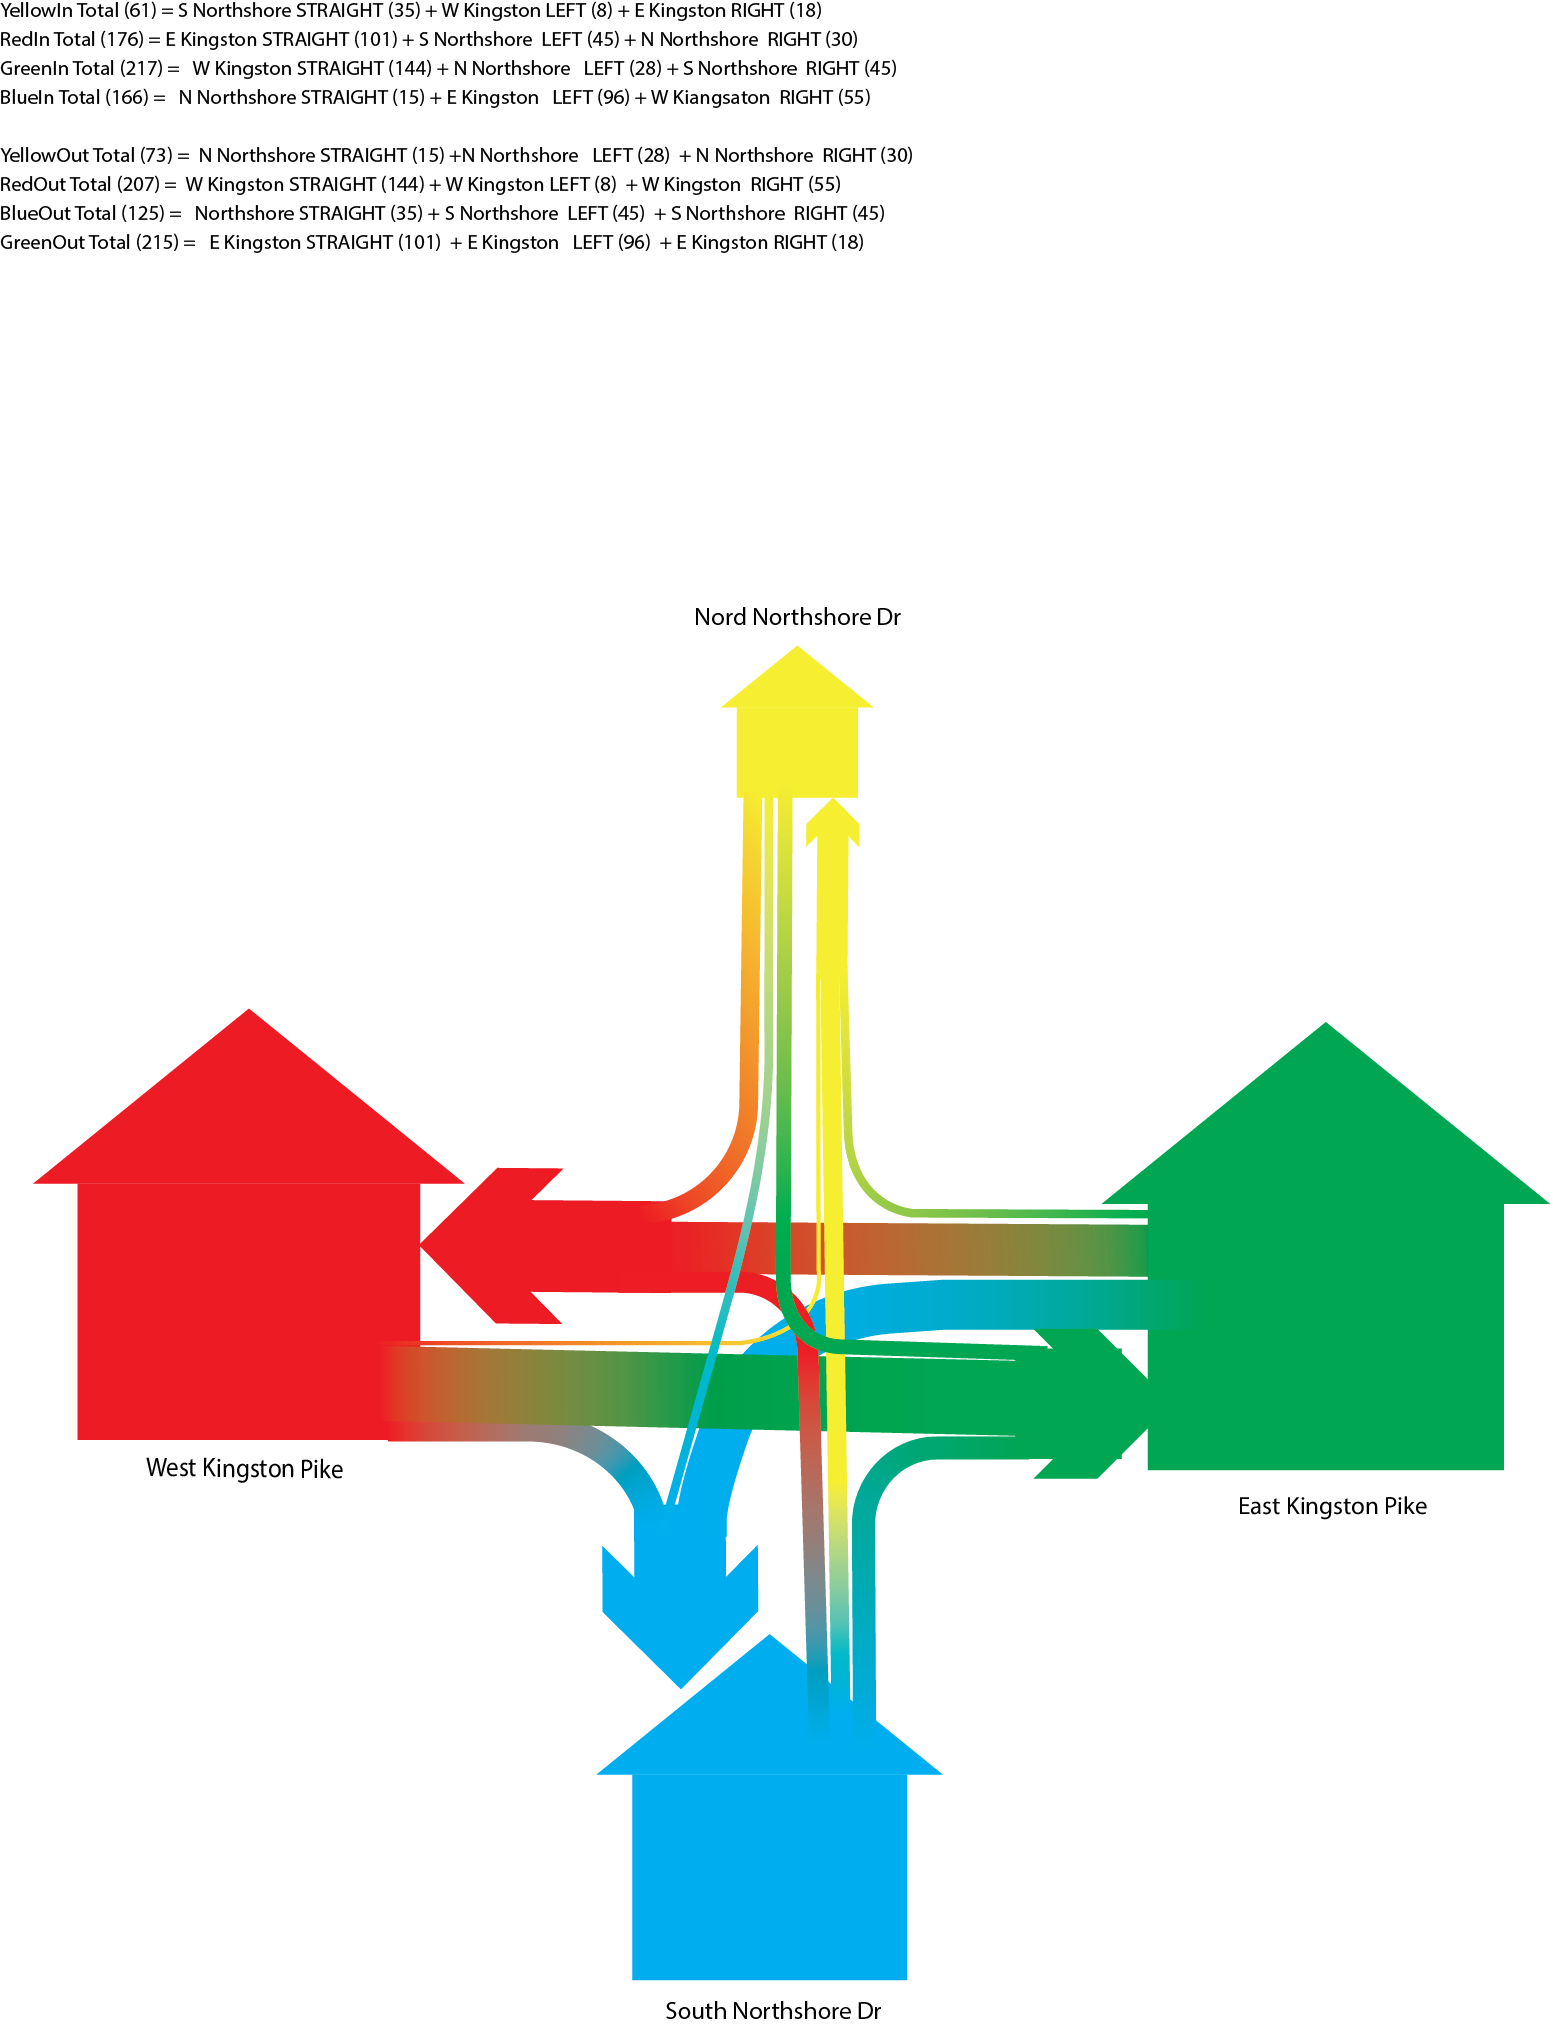 YellowIn Total (61) = S Northshore STRAIGHT (35) + W Kingston LEFT (8) + E Kingston RIGHT (18)
RedIn Total (176) = E Kingston STRAIGHT (101) + S Northshore LEFT (45) + N Northshore RIGHT (30)
GreenIn Total (217) = W Kingston STRAIGHT (144) + N Northshore LEFT (28) + S Northshore RIGHT (45)
BlueIn Total (166) = N Northshore STRAIGHT (15) + E Kingston LEFT (96) + W Kiangsaton RIGHT (55)
YellowOut Total (73) = N Northshore STRAIGHT (15) +N Northshore LEFT (28) + N Northshore RIGHT (30)
RedOut Total (207) = W Kingston STRAIGHT (144) + W Kingston LEFT (8) + W Kingston RIGHT (55)
BlueOut Total (125) = Northshore STRAIGHT (35) + S Northshore LEFT (45) + S Northshore RIGHT (45)
GreenOut Total (215) = E Kingston STRAIGHT (101) + E Kingston LEFT (96) + E Kingston RIGHT (18)
Nord Northshore Dr
West Kingston Pike
East Kingston Pike
South Northshore Dr